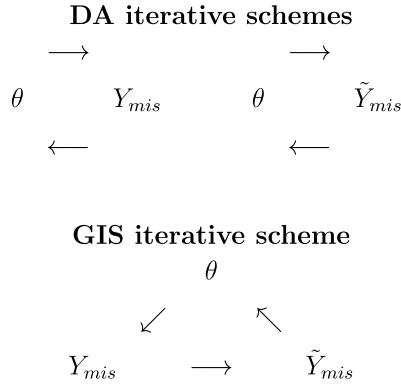 DA iterative schemes
→ →
θ Y_mis θ Ỹ_mis
← ←
GIS iterative scheme
θ
↙ ↖
Y_mis → Ỹ_mis